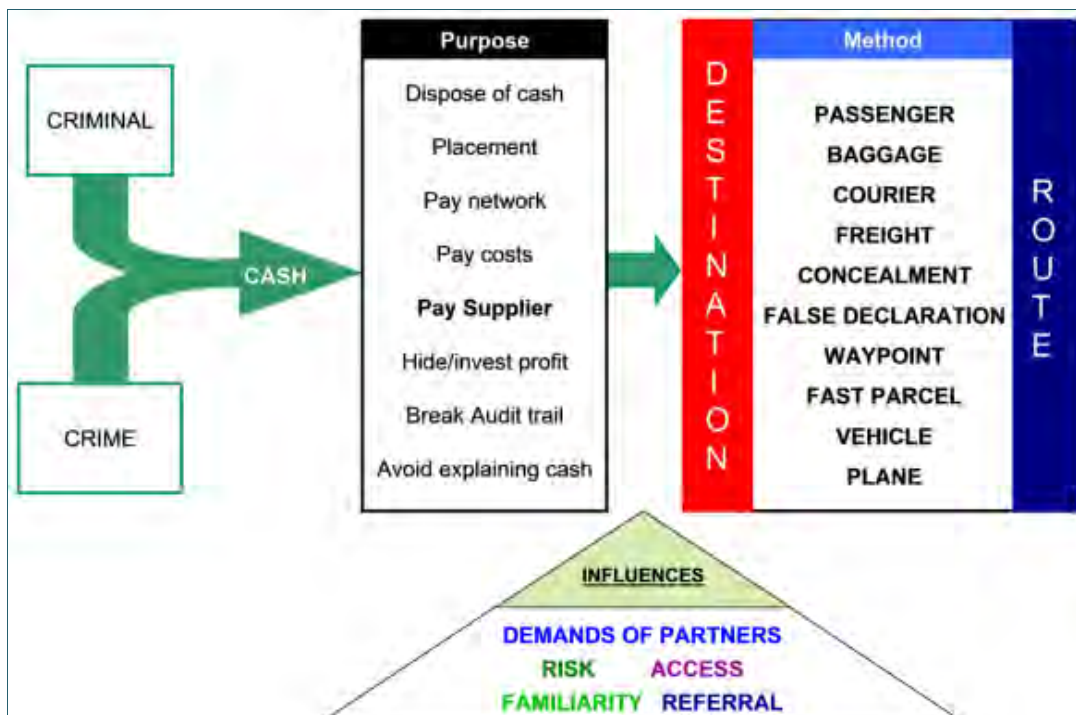 CRIMINAL
CRIME
CASH
Purpose
Dispose of cash
Placement
Pay network
Pay costs
Pay Supplier
Hide/invest profit
Break Audit trail
Avoid explaining cash
DESTINATION
Method
PASSENGER
BAGGAGE
COURIER
FREIGHT
CONCEALMENT
FALSE DECLARATION
WAYPOINT
FAST PARCEL
VEHICLE
PLANE
ROUTE
INFLUENCES
DEMANDS OF PARTNERS
RISK ACCESS
FAMILIARITY REFERRAL